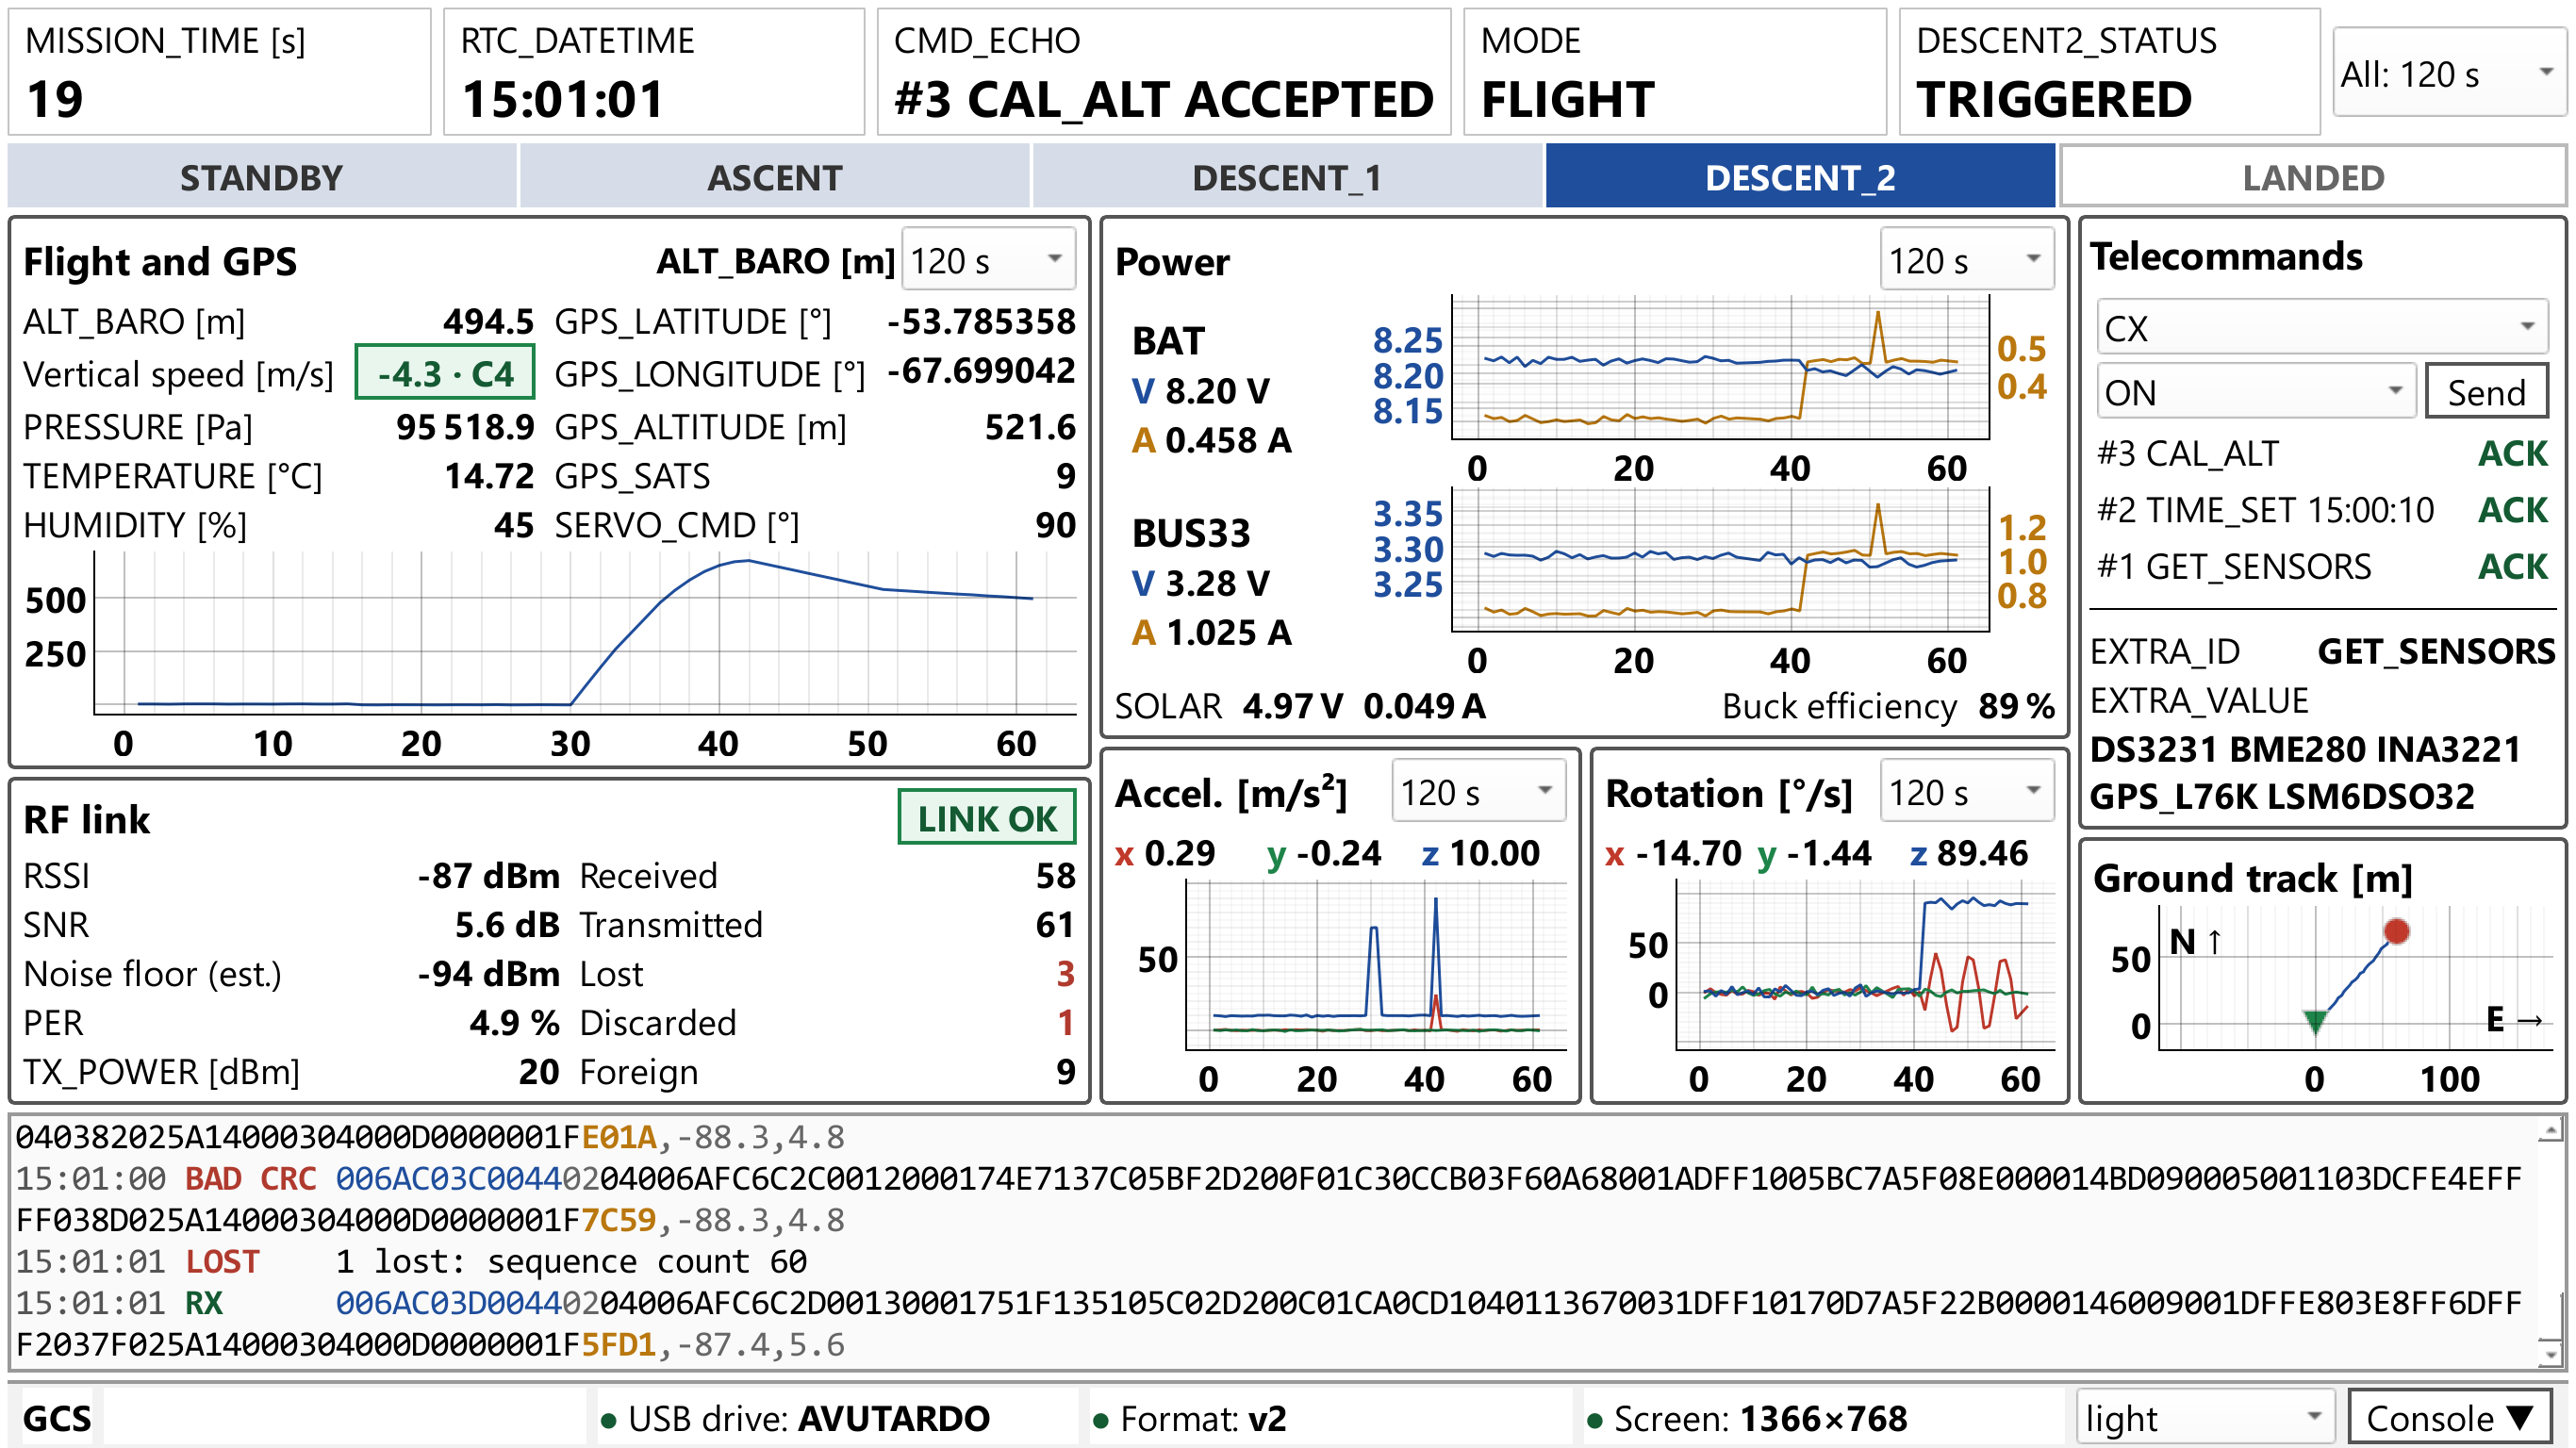 MISSION_TIME [s]
19
RTC_DATETIME
15:01:01
CMD_ECHO
#3 CAL_ALT ACCEPTED
MODE
FLIGHT
DESCENT2_STATUS
TRIGGERED
All: 120 s
STANDBY
ASCENT
DESCENT_1
DESCENT_2
LANDED
Flight and GPS
ALT_BARO [m]
120 s
ALT_BARO [m] 494.5
GPS_LATITUDE [°] -53.785358
Vertical speed [m/s] -4.3 · C4
GPS_LONGITUDE [°] -67.699042
PRESSURE [Pa] 95 518.9
GPS_ALTITUDE [m] 521.6
TEMPERATURE [°C] 14.72
GPS_SATS 9
HUMIDITY [%] 45
SERVO_CMD [°] 90
500
250
0 10 20 30 40 50 60
Power
120 s
BAT
V 8.20 V
A 0.458 A
8.25
8.20
8.15
0.5
0.4
0 20 40 60
BUS33
V 3.28 V
A 1.025 A
3.35
3.30
3.25
1.2
1.0
0.8
0 20 40 60
SOLAR 4.97 V 0.049 A
Buck efficiency 89 %
Telecommands
CX
ON
Send
#3 CAL_ALT ACK
#2 TIME_SET 15:00:10 ACK
#1 GET_SENSORS ACK
EXTRA_ID GET_SENSORS
EXTRA_VALUE
DS3231 BME280 INA3221
GPS_L76K LSM6DSO32
RF link
LINK OK
RSSI -87 dBm
Received 58
SNR 5.6 dB
Transmitted 61
Noise floor (est.) -94 dBm
Lost 3
PER 4.9 %
Discarded 1
TX_POWER [dBm] 20
Foreign 9
Accel. [m/s²]
120 s
x 0.29 y -0.24 z 10.00
50
0 20 40 60
Rotation [°/s]
120 s
x -14.70 y -1.44 z 89.46
50
0
0 20 40 60
Ground track [m]
N ↑
50
0
E →
0 100
040382025A14000304000D0000001FE01A,-88.3,4.8
15:01:00 BAD CRC 006AC03C00440204006AFC6C2C0012000174E7137C05BF2D200F01C30CCB03F60A68001ADFF1005BC7A5F08E000014BD090005001103DCFE4EFF
FF038D025A14000304000D0000001F7C59,-88.3,4.8
15:01:01 LOST 1 lost: sequence count 60
15:01:01 RX 006AC03D00440204006AFC6C2D00130001751F135105C02D200C01CA0CD1040113670031DFF10170D7A5F22B0000146009001DFFE803E8FF6DFF
F2037F025A14000304000D0000001F5FD1,-87.4,5.6
GCS
● USB drive: AVUTARDO
● Format: v2
● Screen: 1366×768
light
Console ▼